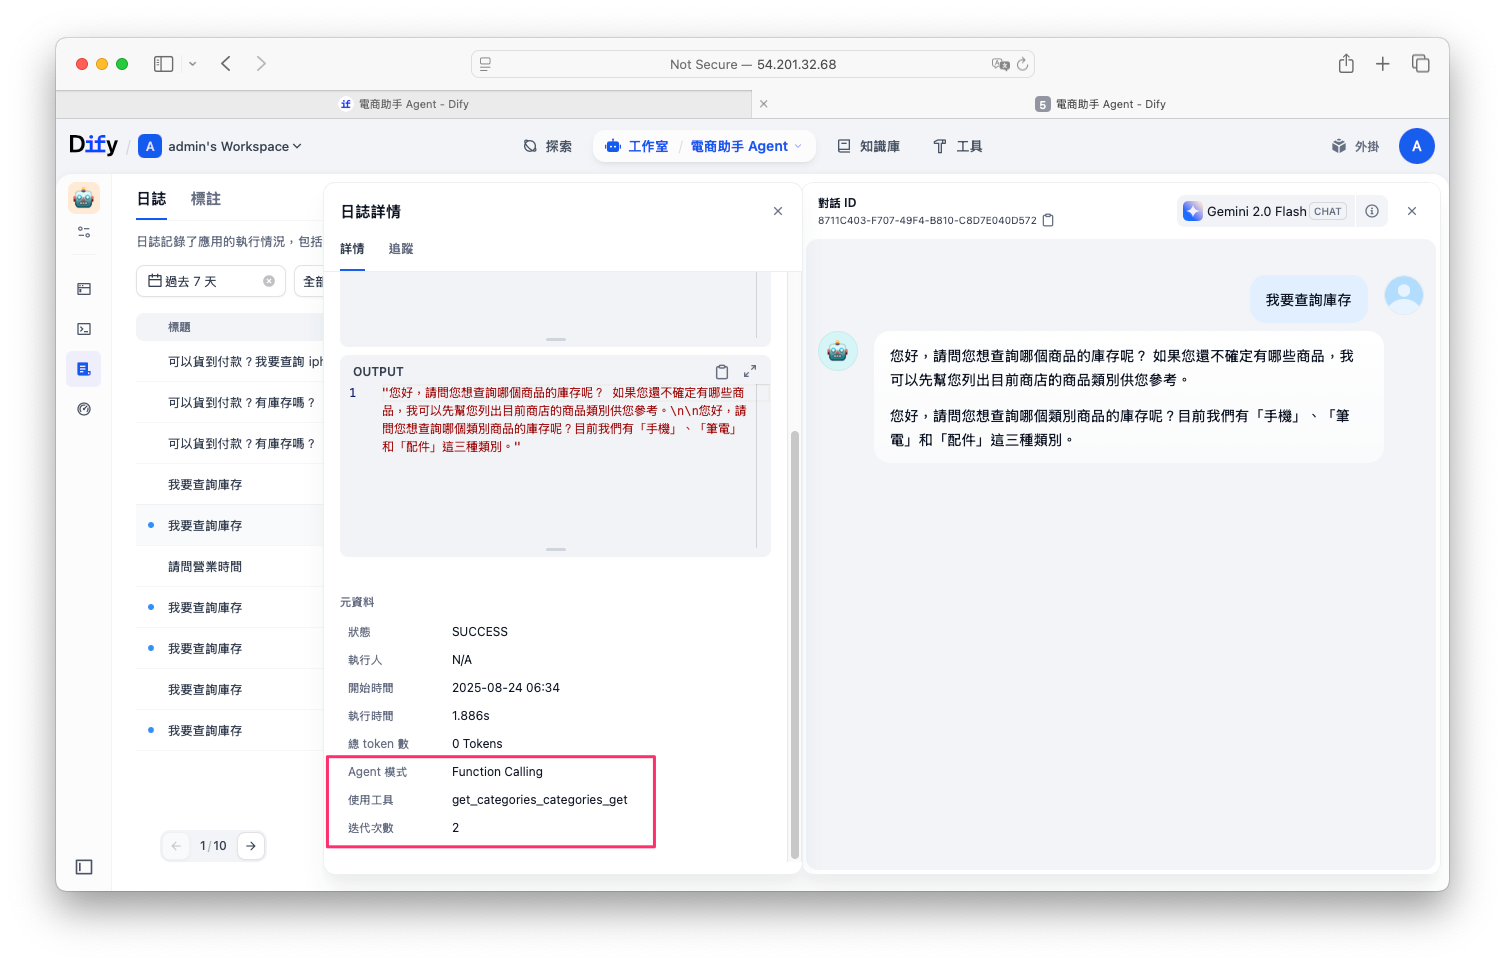 Not Secure — 54.201.32.68
電商助手 Agent - Dify
5 電商助手 Agent - Dify
Dify / A admin's Workspace
探索
工作室 / 電商助手 Agent
知識庫
工具
外掛
A
日誌 標註
日誌記錄了應用的執行情況，包括
過去 7 天
全部
標題
可以貨到付款？我要查詢 iph
可以貨到付款？有庫存嗎？
可以貨到付款？有庫存嗎？
我要查詢庫存
我要查詢庫存
請問營業時間
我要查詢庫存
我要查詢庫存
我要查詢庫存
我要查詢庫存
1 / 10
日誌詳情
詳情 追蹤
OUTPUT
1 "您好，請問您想查詢哪個商品的庫存呢？ 如果您還不確定有哪些商
品，我可以先幫您列出目前商店的商品類別供您參考。\n\n您好，請
問您想查詢哪個類別商品的庫存呢？目前我們有「手機」、「筆電」
和「配件」這三種類別。"
元資料
狀態 SUCCESS
執行人 N/A
開始時間 2025-08-24 06:34
執行時間 1.886s
總 token 數 0 Tokens
Agent 模式 Function Calling
使用工具 get_categories_categories_get
迭代次數 2
對話 ID
8711C403-F707-49F4-B810-C8D7E040D572
Gemini 2.0 Flash CHAT
我要查詢庫存
您好，請問您想查詢哪個商品的庫存呢？ 如果您還不確定有哪些商品，我
可以先幫您列出目前商店的商品類別供您參考。
您好，請問您想查詢哪個類別商品的庫存呢？目前我們有「手機」、「筆
電」和「配件」這三種類別。